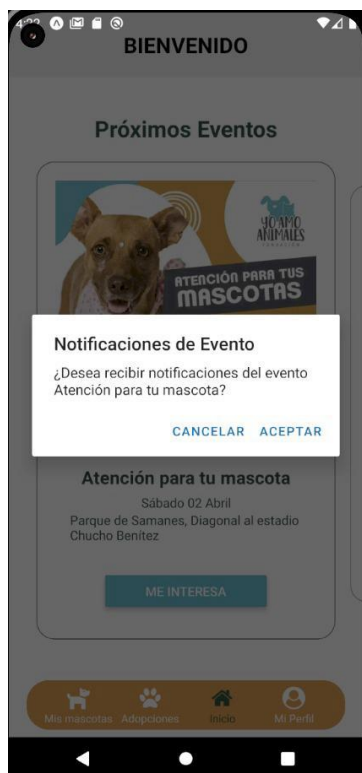 BIENVENIDO
Próximos Eventos
YO AMO
ANIMALES
FUNDACIÓN
ATENCIÓN PARA TUS
MASCOTAS
Notificaciones de Evento
¿Desea recibir notificaciones del evento
Atención para tu mascota?
CANCELAR ACEPTAR
Atención para tu mascota
Sábado 02 Abril
Parque de Samanes, Diagonal al estadio
Chucho Benítez
ME INTERESA
Mis mascotas Adopciones Inicio Mi Perfil